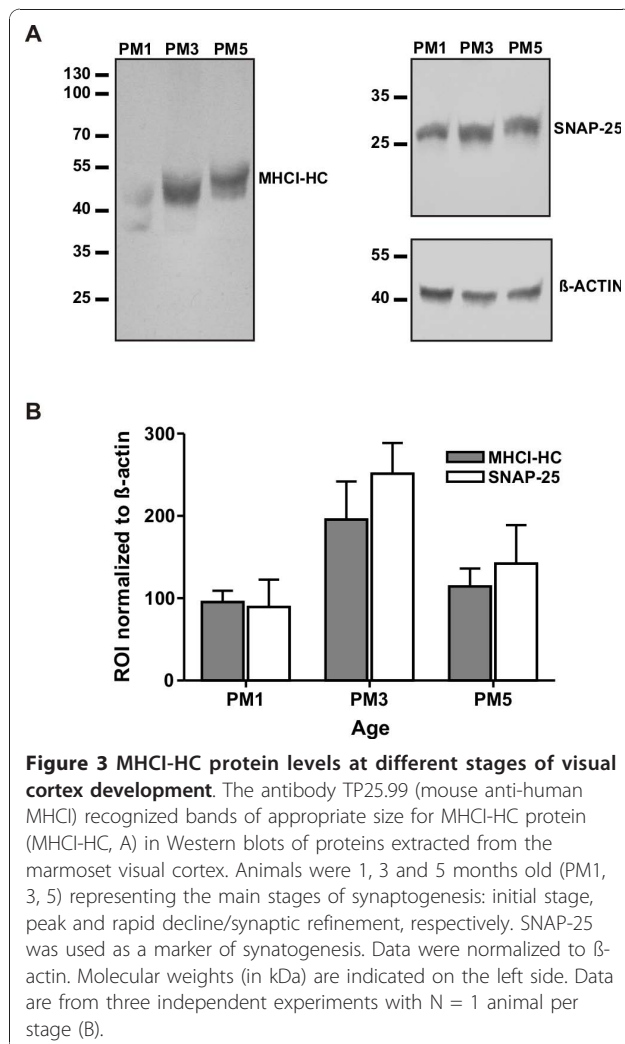 A
PM1 PM3 PM5
130
100
70
55
40
35
25
MHCI-HC
PM1 PM3 PM5
35
25
SNAP-25
55
40
ß-ACTIN
B
ROI normalized to ß-actin
300
200
100
0
MHCI-HC
SNAP-25
PM1 PM3 PM5
Age
Figure 3 MHCI-HC protein levels at different stages of visual
cortex development. The antibody TP25.99 (mouse anti-human
MHCI) recognized bands of appropriate size for MHCI-HC protein
(MHCI-HC, A) in Western blots of proteins extracted from the
marmoset visual cortex. Animals were 1, 3 and 5 months old (PM1,
3, 5) representing the main stages of synaptogenesis: initial stage,
peak and rapid decline/synaptic refinement, respectively. SNAP-25
was used as a marker of synatogenesis. Data were normalized to ß-
actin. Molecular weights (in kDa) are indicated on the left side. Data
are from three independent experiments with N = 1 animal per
stage (B).